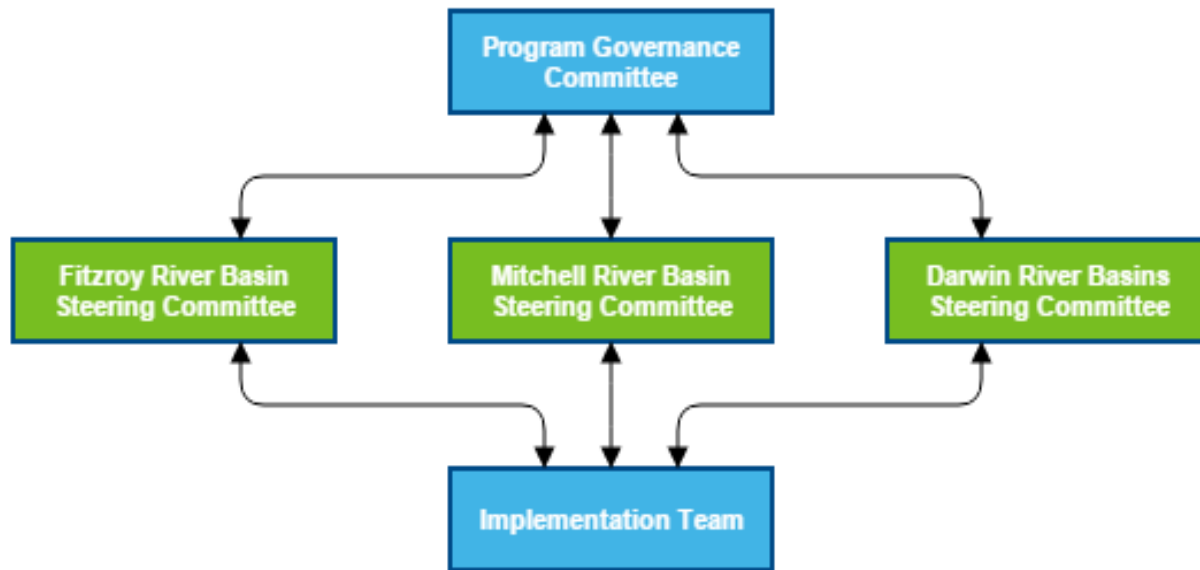 Program Governance
Committee
Fitzroy River Basin
Steering Committee
Mitchell River Basin
Steering Committee
Darwin River Basins
Steering Committee
Implementation Team